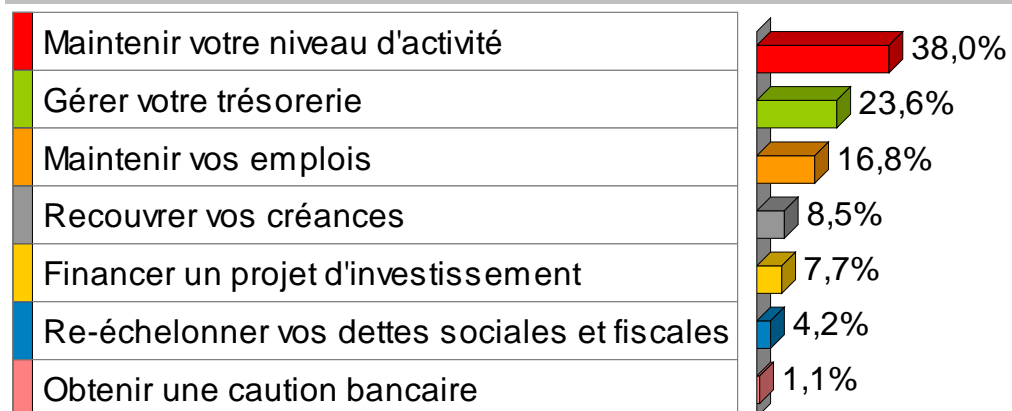 Maintenir votre niveau d'activité 38,0%
Gérer votre trésorerie 23,6%
Maintenir vos emplois 16,8%
Recouvrer vos créances 8,5%
Financer un projet d'investissement 7,7%
Re-échelonner vos dettes sociales et fiscales 4,2%
Obtenir une caution bancaire 1,1%